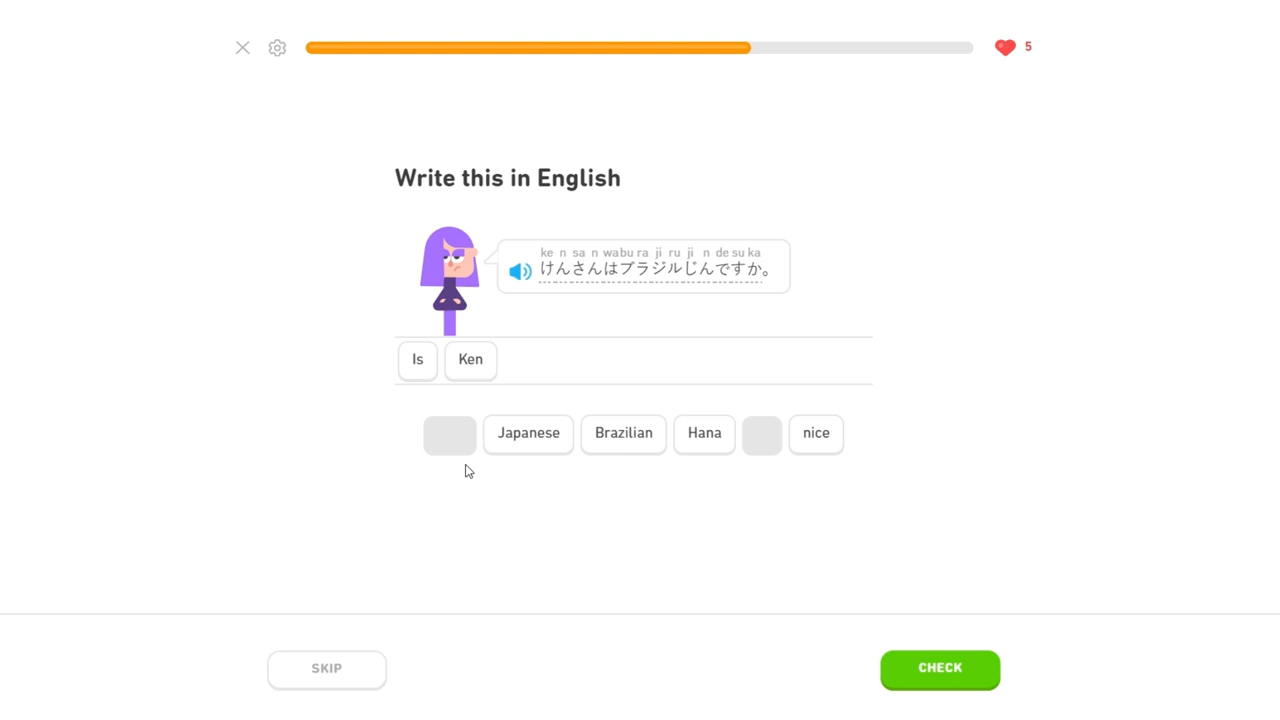 5
Write this in English
ke n sa n wa bu ra ji ru ji n de su ka
けんさんはブラジルじんですか。
Is Ken
Japanese Brazilian Hana nice
SKIP CHECK